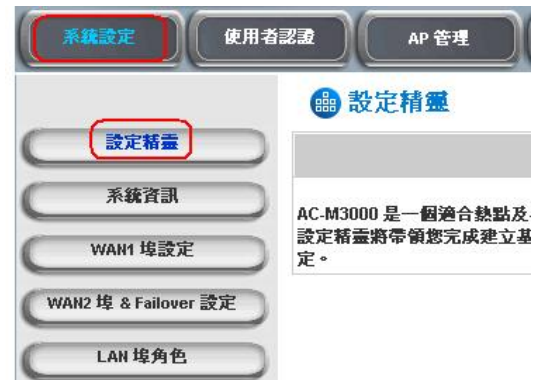 系統設定 使用者認證 AP 管理
設定精靈
設定精靈
系統資訊
AC-M3000 是一個適合熱點及
WAN1 埠設定
設定精靈將帶領您完成建立基
定。
WAN2 埠 & Failover 設定
LAN 埠角色